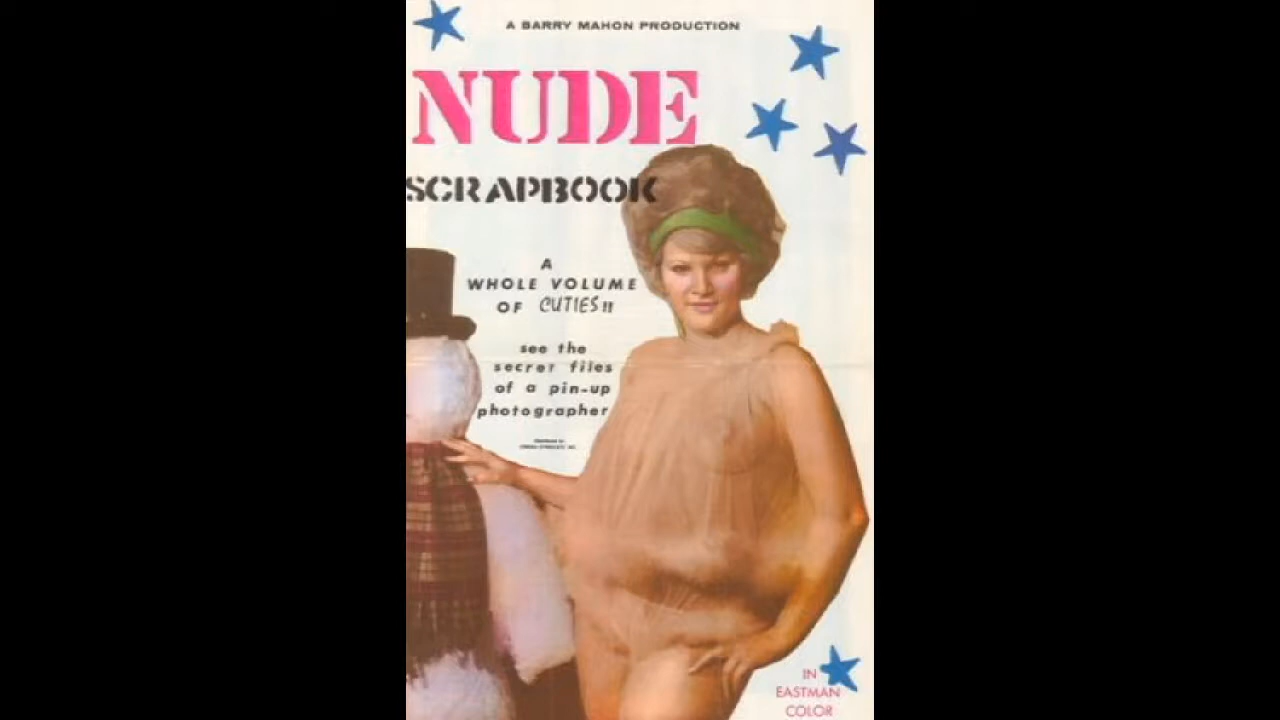 A BARRY MAHON PRODUCTION
NUDE
SCRAPBOOK
A
WHOLE VOLUME
OF CUTIES!!
see the
secret files
of a pin-up
photographer
IN
EASTMAN
COLOR